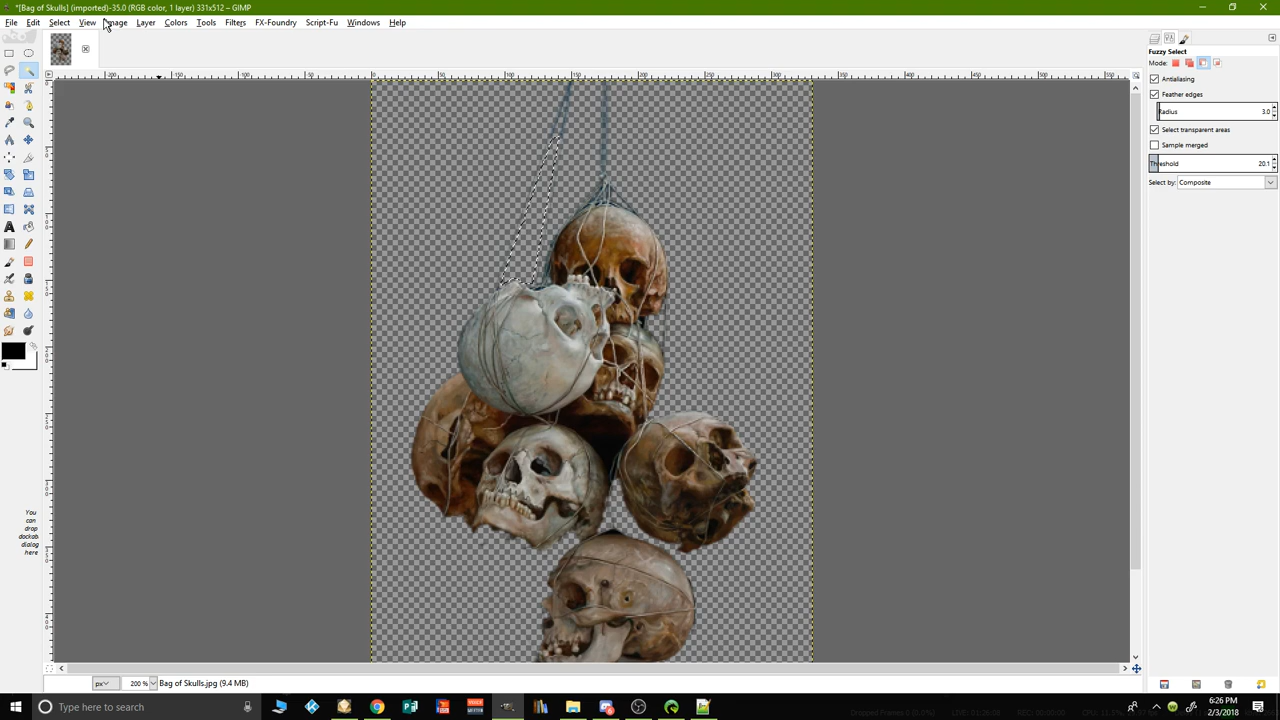 *[Bag of Skulls] (imported)-35.0 (RGB color, 1 layer) 331x512 – GIMP
File Edit Select View Image Layer Colors Tools Filters FX-Foundry Script-Fu Windows Help
Fuzzy Select
Mode:
Antialiasing
Feather edges
Radius 3.0
Select transparent areas
Sample merged
Threshold 20.1
Select by: Composite
You
can
drop
dockab
dialog
here
px 200 % Bag of Skulls.jpg (9.4 MB)
Type here to search
6:26 PM
2/3/2018